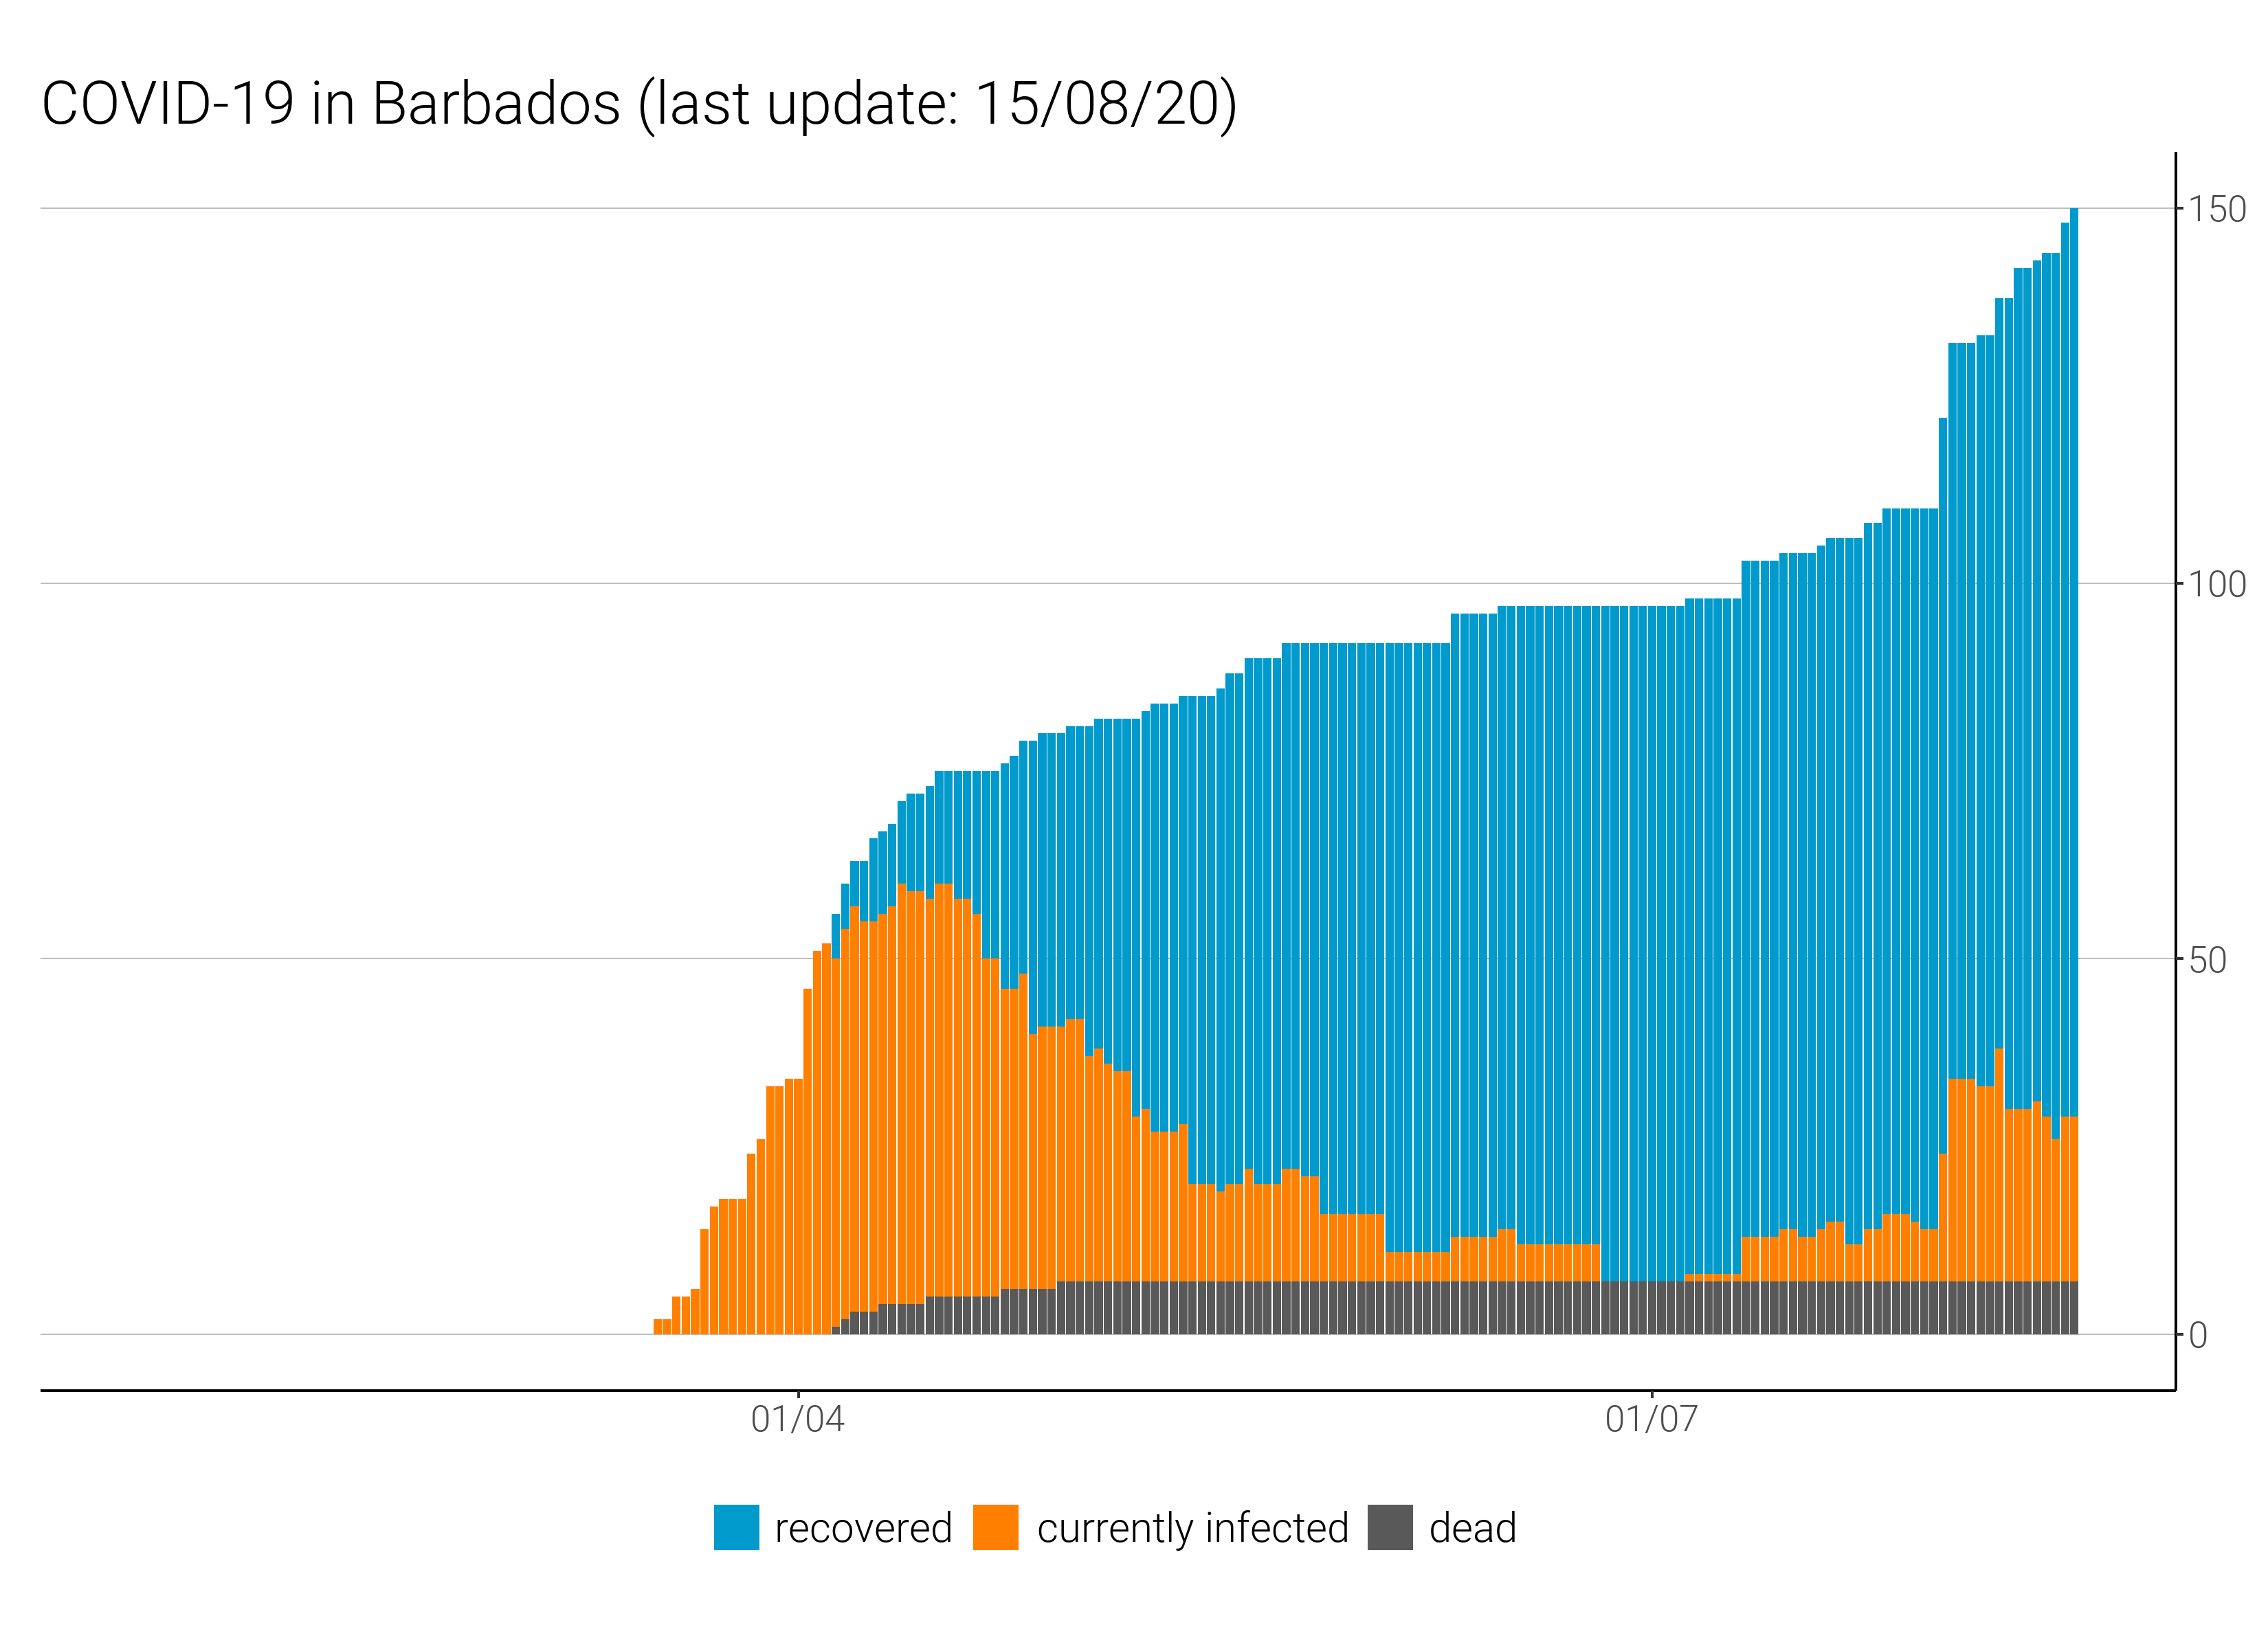 COVID-19 in Barbados (last update: 15/08/20)
150
100
50
0
01/04 01/07
recovered currently infected dead